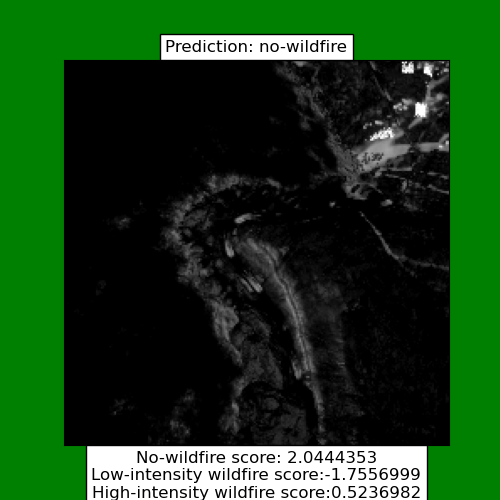 Prediction: no-wildfire
No-wildfire score: 2.0444353
Low-intensity wildfire score:-1.7556999
High-intensity wildfire score:0.5236982